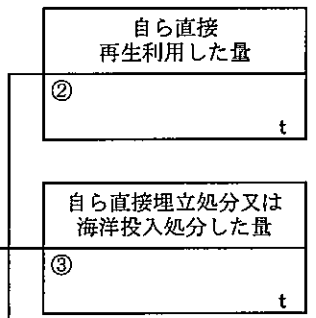 自ら直接
再生利用した量
②
t
自ら直接埋立処分又は
海洋投入処分した量
③
t